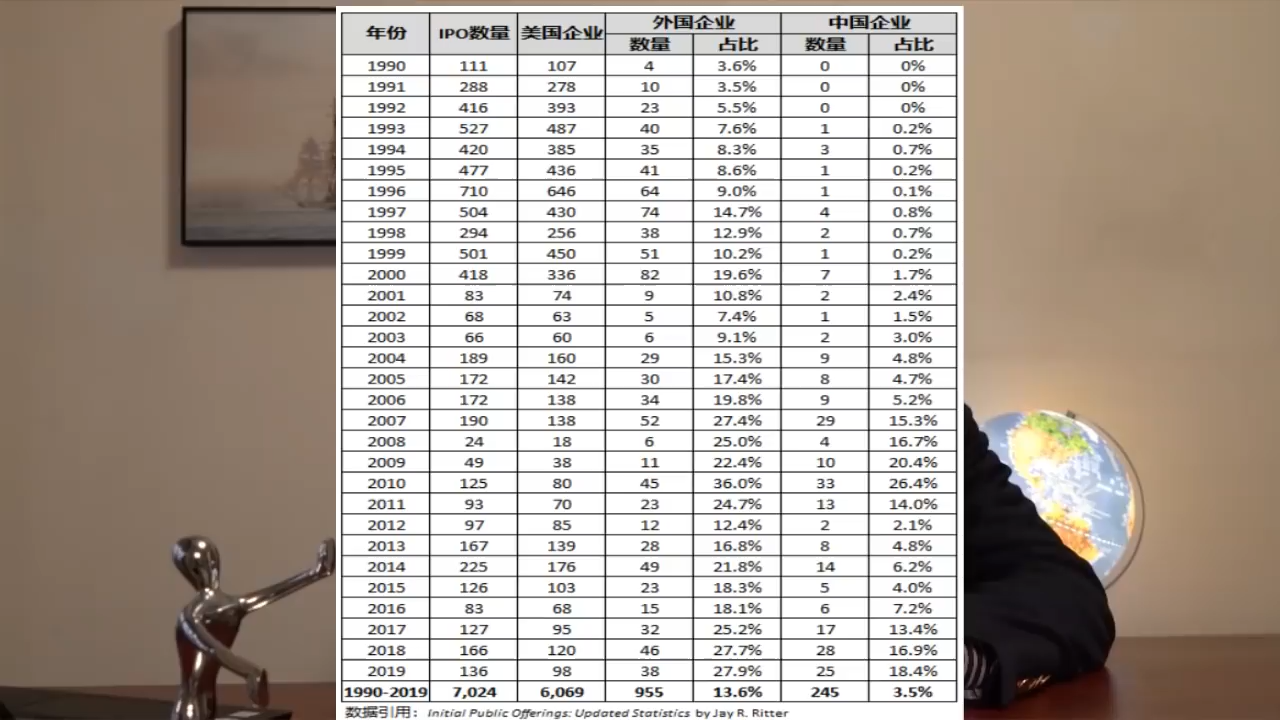 年份 IPO数量 美国企业 外国企业 中国企业
数量 占比 数量 占比
1990 111 107 4 3.6% 0 0%
1991 288 278 10 3.5% 0 0%
1992 416 393 23 5.5% 0 0%
1993 527 487 40 7.6% 1 0.2%
1994 420 385 35 8.3% 3 0.7%
1995 477 436 41 8.6% 1 0.2%
1996 710 646 64 9.0% 1 0.1%
1997 504 430 74 14.7% 4 0.8%
1998 294 256 38 12.9% 2 0.7%
1999 501 450 51 10.2% 1 0.2%
2000 418 336 82 19.6% 7 1.7%
2001 83 74 9 10.8% 2 2.4%
2002 68 63 5 7.4% 1 1.5%
2003 66 60 6 9.1% 2 3.0%
2004 189 160 29 15.3% 9 4.8%
2005 172 142 30 17.4% 8 4.7%
2006 172 138 34 19.8% 9 5.2%
2007 190 138 52 27.4% 29 15.3%
2008 24 18 6 25.0% 4 16.7%
2009 49 38 11 22.4% 10 20.4%
2010 125 80 45 36.0% 33 26.4%
2011 93 70 23 24.7% 13 14.0%
2012 97 85 12 12.4% 2 2.1%
2013 167 139 28 16.8% 8 4.8%
2014 225 176 49 21.8% 14 6.2%
2015 126 103 23 18.3% 5 4.0%
2016 83 68 15 18.1% 6 7.2%
2017 127 95 32 25.2% 17 13.4%
2018 166 120 46 27.7% 28 16.9%
2019 136 98 38 27.9% 25 18.4%
1990-2019 7,024 6,069 955 13.6% 245 3.5%
数据引用：Initial Public Offerings: Updated Statistics by Jay R. Ritter